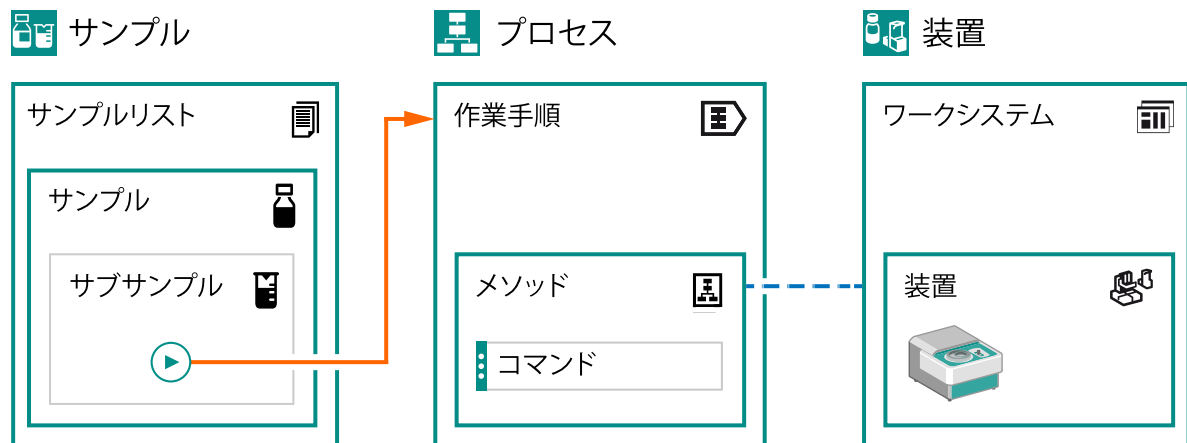 サンプル
サンプルリスト
サンプル
サブサンプル
プロセス
作業手順
メソッド
コマンド
装置
ワークシステム
装置